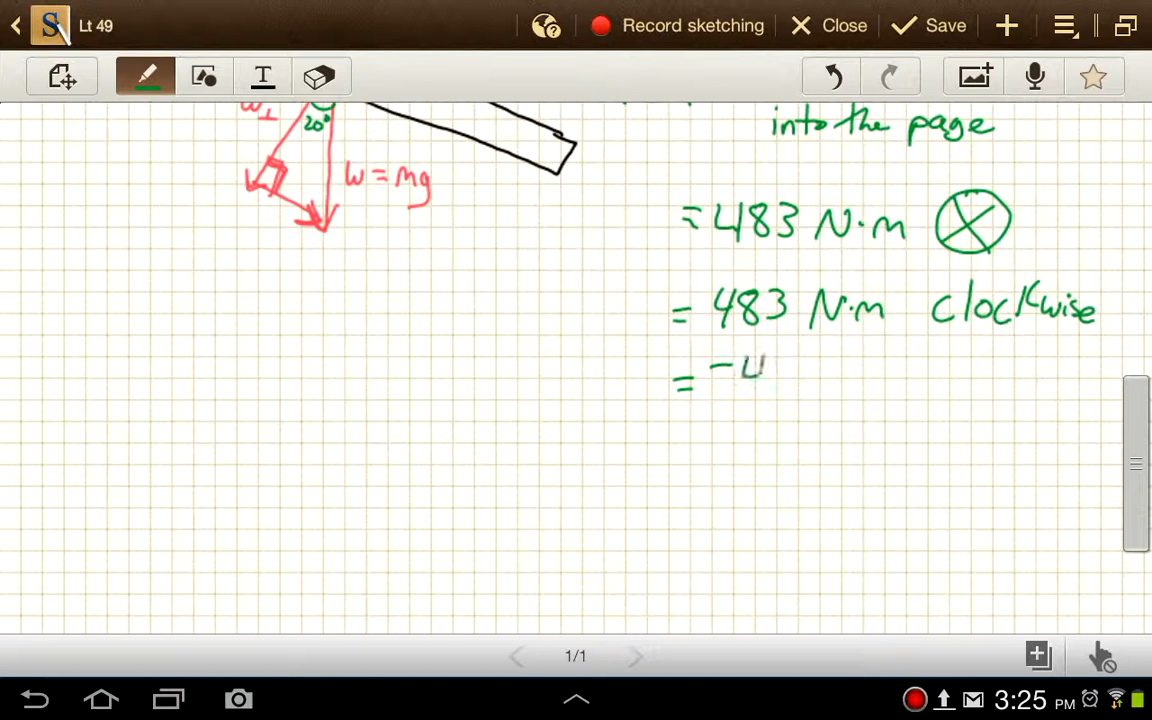 S Lt 49 Record sketching Close Save
T
w⊥
20°
w = mg
into the page
= 483 N·m ⊗
= 483 N·m clockwise
= -4
1/1
3:25 PM